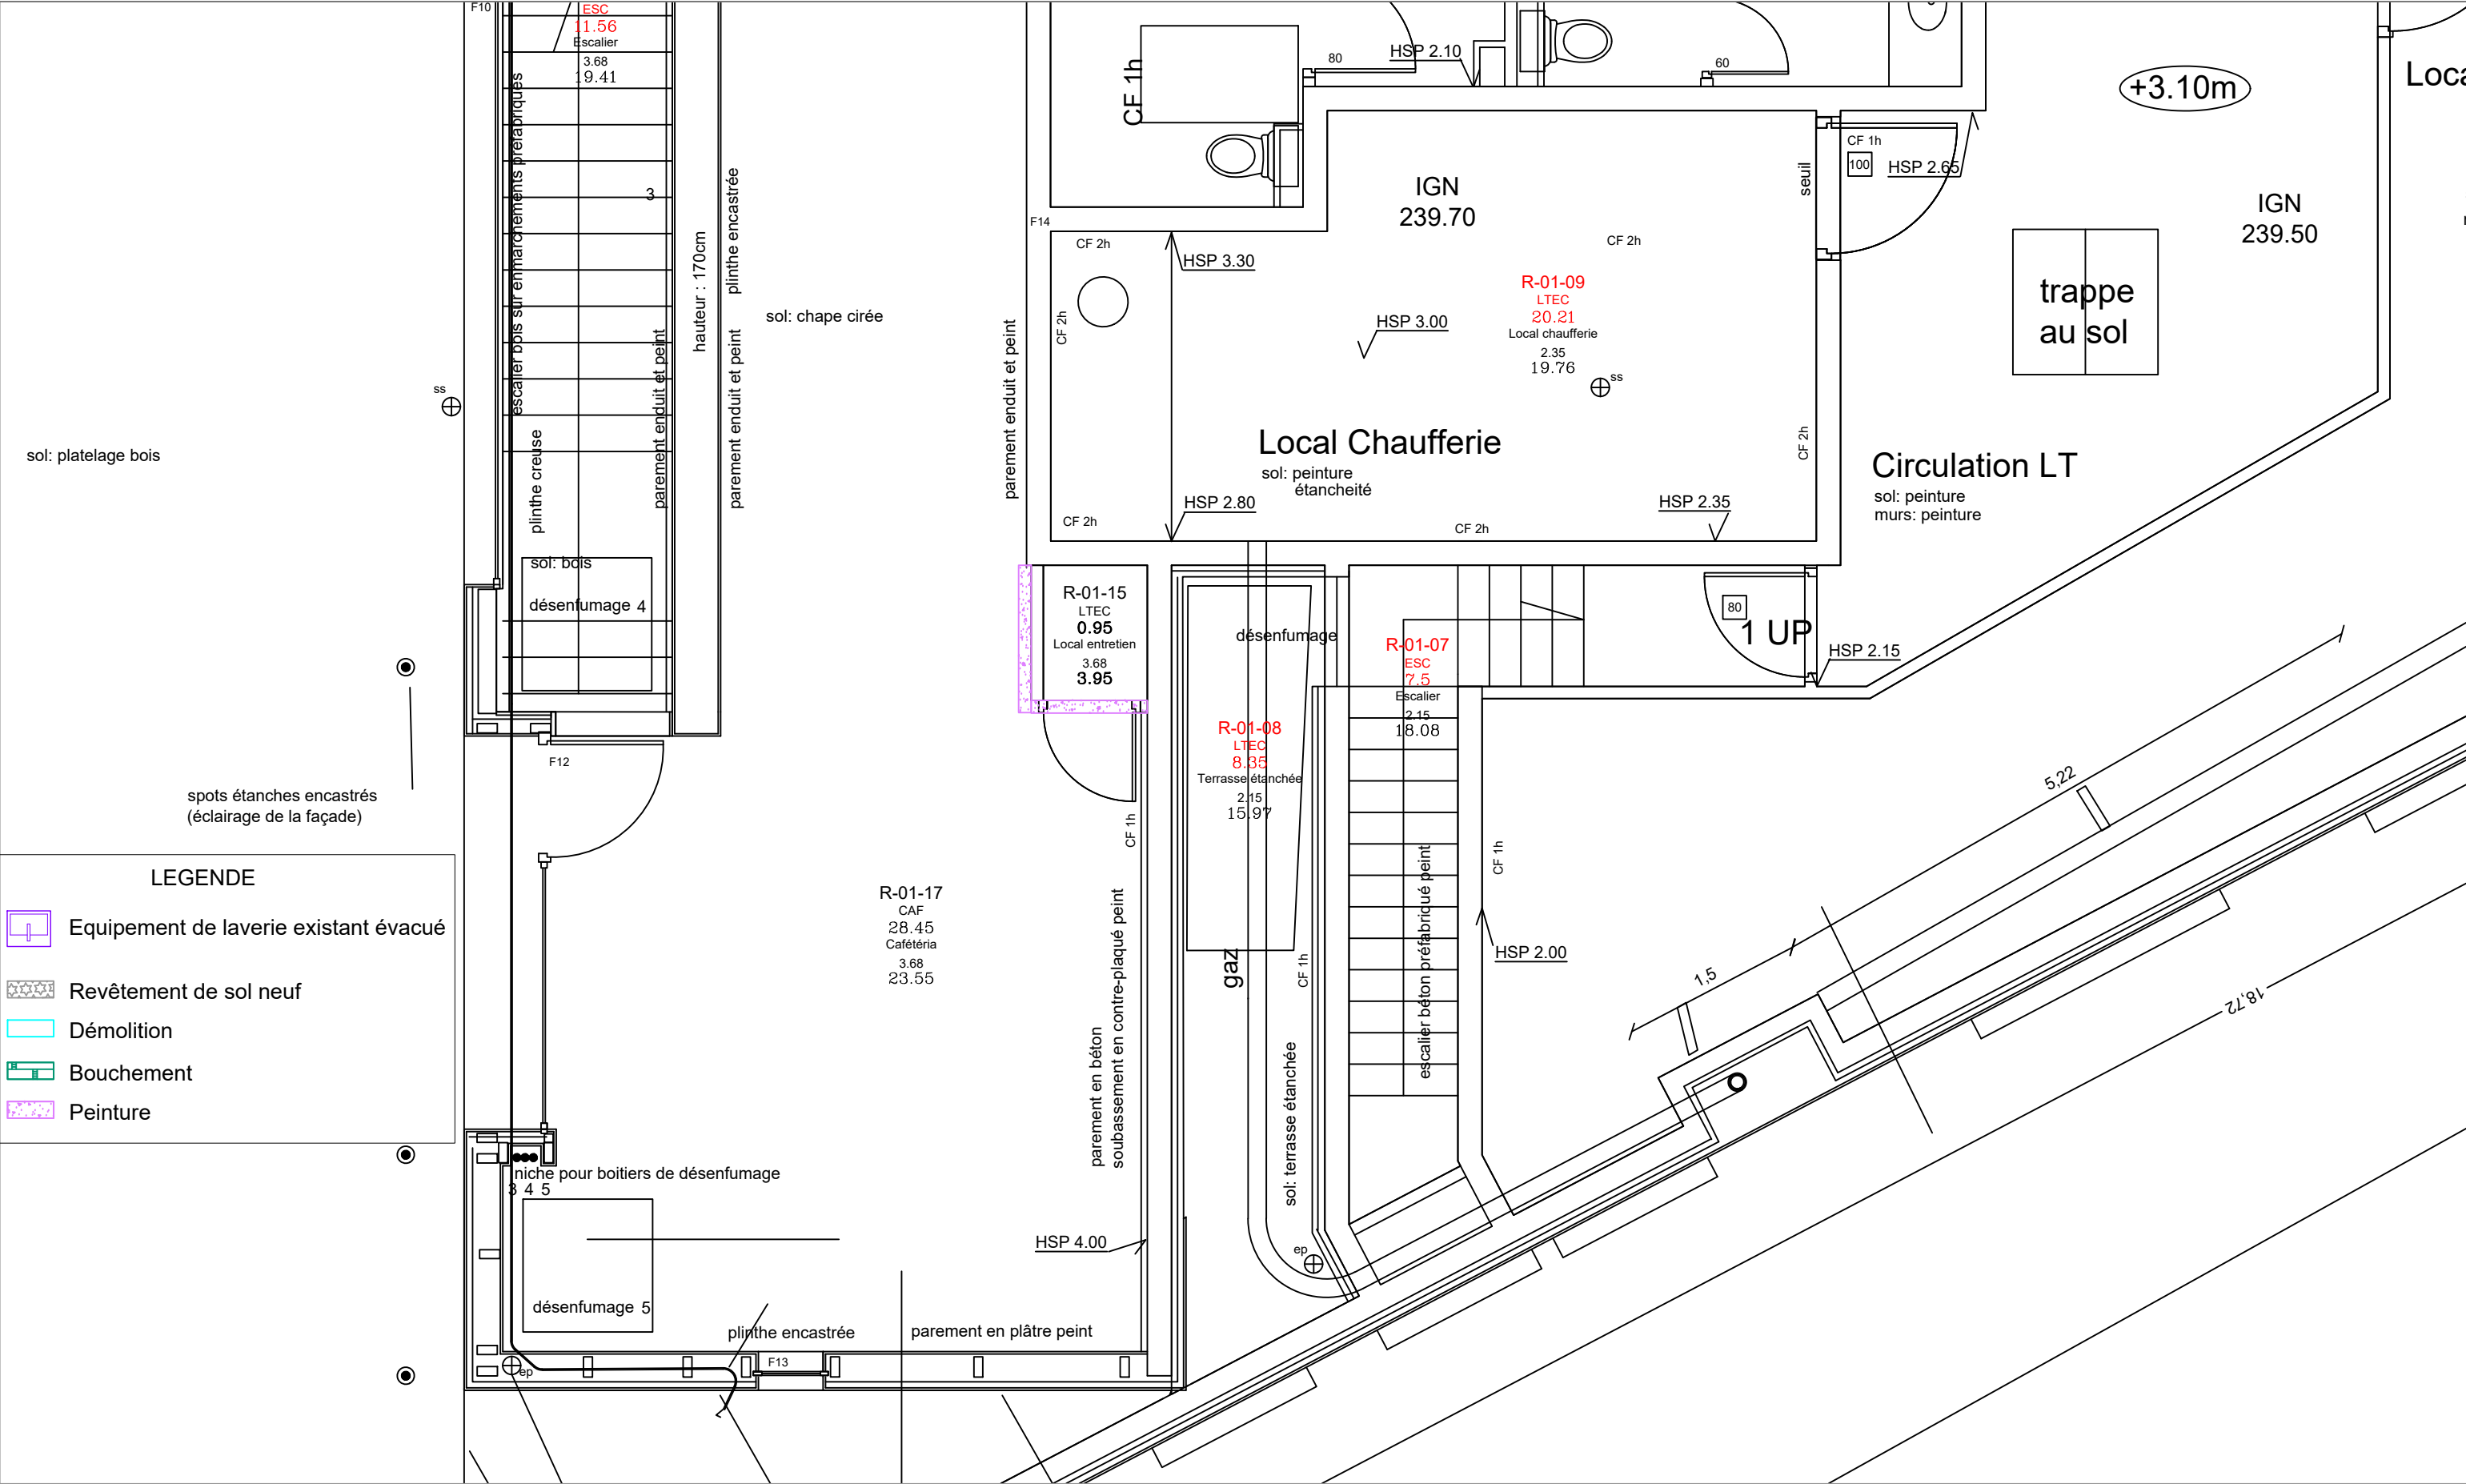 F10
ESC
11.56
Escalier
3.68
19.41
escalier bois sur enmarchements préfabriqués
3
plinthe creuse
parement enduit et peint
hauteur : 170cm
plinthe encastrée
parement enduit et peint
sol: chape cirée
ss
sol: platelage bois
sol: bois
désenfumage 4
F12
spots étanches encastrés
(éclairage de la façade)
LEGENDE
Equipement de laverie existant évacué
Revêtement de sol neuf
Démolition
Bouchement
Peinture
niche pour boitiers de désenfumage
3 4 5
désenfumage 5
ep
plinthe encastrée
F13
parement en plâtre peint
HSP 4.00
R-01-17
CAF
28.45
Cafétéria
3.68
23.55
parement en béton
soubassement en contre-plaqué peint
CF 1h
R-01-15
LTEC
0.95
Local entretien
3.68
3.95
parement enduit et peint
F14
CF 1h
80
HSP 2.10
60
CF 2h
HSP 3.30
CF 2h
IGN
239.70
CF 2h
R-01-09
LTEC
20.21
Local chaufferie
2.35
19.76
ss
HSP 3.00
Local Chaufferie
sol: peinture
étancheité
HSP 2.80
HSP 2.35
CF 2h
CF 2h
CF 2h
seuil
CF 1h
100
HSP 2.65
+3.10m
Loca
IGN
239.50
trappe
au sol
Circulation LT
sol: peinture
murs: peinture
80
1 UP
HSP 2.15
désenfumage
R-01-07
ESC
7.5
Escalier
2.15
18.08
R-01-08
LTEC
8.35
Terrasse étanchée
2.15
15.97
gaz
CF 1h
sol: terrasse étanchée
escalier béton préfabriqué peint
CF 1h
HSP 2.00
ep
1,5
5,22
18,72